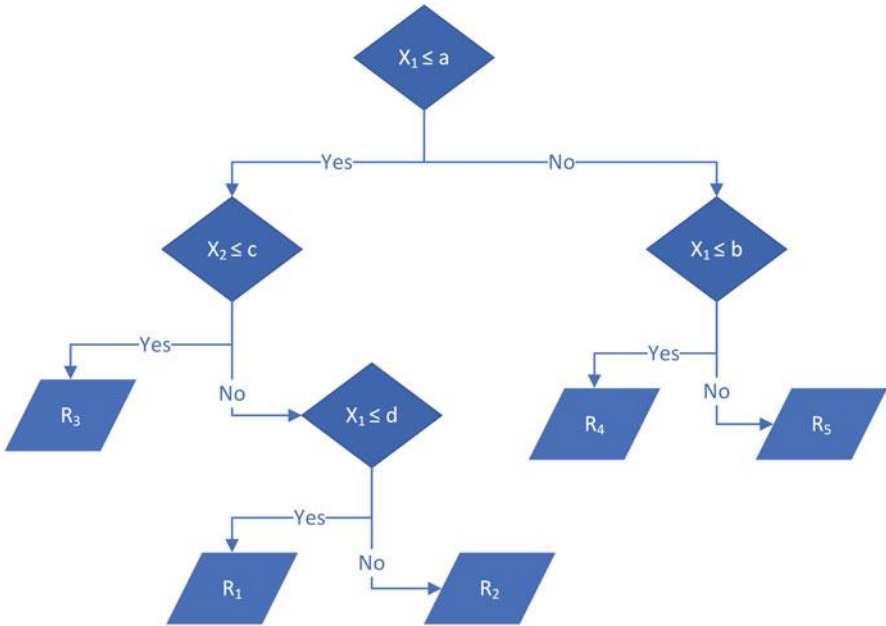 X₁ ≤ a
Yes
No
X₂ ≤ c
X₁ ≤ b
Yes
No
Yes
No
R₃
X₁ ≤ d
R₄
R₅
Yes
No
R₁
R₂